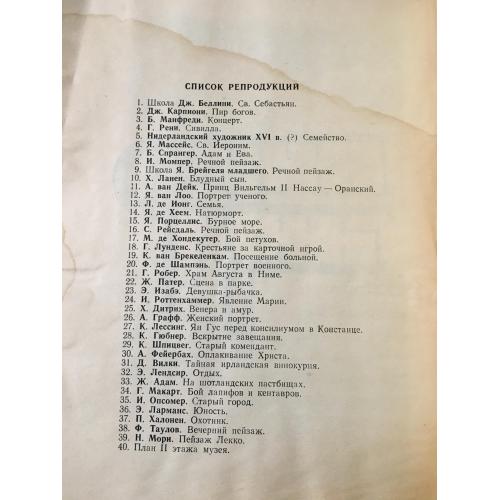 СПИСОК РЕПРОДУКЦИЙ
1. Школа Дж. Беллини. Св. Себастьян.
2. Дж. Карпиони. Пир богов.
3. Б. Манфреди. Концерт.
4. Г. Рени. Сивилла.
5. Нидерландский художник XVI в. (?) Семейство.
6. Я. Массейс. Св. Иероним.
7. Б. Спрангер. Адам и Ева.
8. И. Момпер. Речной пейзаж.
9. Школа Я. Брейгеля младшего. Речной пейзаж.
10. Х. Ланен. Блудный сын.
11. А. ван Дейк. Принц Вильгельм II Нассау — Оранский.
12. Я. ван Лоо. Портрет ученого.
13. Л. де Ионг. Семья.
14. Я. де Хеем. Натюрморт.
15. Я. Порцеллис. Бурное море.
16. С. Рейсдаль. Речной пейзаж.
17. М. де Хондекутер. Бой петухов.
18. Г. Лунденс. Крестьяне за карточной игрой.
19. К. ван Брекеленкам. Посещение больной.
20. Ф. де Шампэнь. Портрет военного.
21. Г. Робер. Храм Августа в Ниме.
22. Ж. Патер. Сцена в парке.
23. Э. Изабэ. Девушка-рыбачка.
24. И. Роттенхаммер. Явление Марии.
25. Х. Дитрих. Венера и амур.
26. А. Графф. Женский портрет.
27. К. Лессинг. Ян Гус перед консилиумом в Констанце.
28. К. Гюбнер. Вскрытие завещания.
29. К. Шпицвег. Старый комендант.
30. А. Фейербах. Оплакивание Христа.
31. Д. Вилки. Тайная ирландская винокурня.
32. Э. Лендсир. Отдых.
33. Ж. Адам. На шотландских пастбищах.
34. Г. Макарт. Бой лапифов и кентавров.
35. И. Опсомер. Старый город.
36. Э. Ларманс. Юность.
37. П. Халонен. Охотник.
38. Ф. Таулов. Вечерний пейзаж.
39. Н. Мори. Пейзаж Лекко.
40. План II этажа музея.